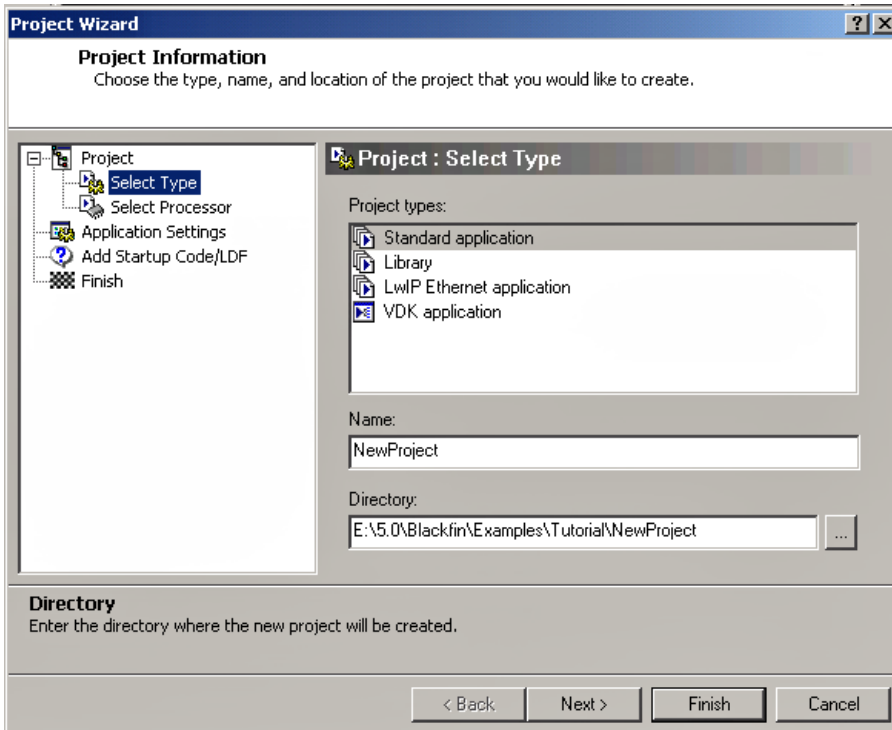 Project Wizard
Project Information
Choose the type, name, and location of the project that you would like to create.
Project
Select Type
Select Processor
Application Settings
Add Startup Code/LDF
Finish
Project : Select Type
Project types:
Standard application
Library
LwIP Ethernet application
VDK application
Name:
NewProject
Directory:
E:\5.0\Blackfin\Examples\Tutorial\NewProject
...
Directory
Enter the directory where the new project will be created.
< Back
Next >
Finish
Cancel